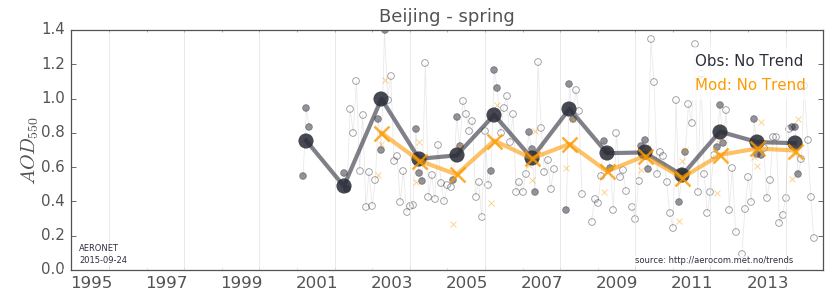 Beijing - spring
1.4
1.2
1.0
0.8
0.6
0.4
0.2
0.0
AOD550
Obs: No Trend
Mod: No Trend
AERONET
2015-09-24
source: http://aerocom.met.no/trends
1995 1997 1999 2001 2003 2005 2007 2009 2011 2013